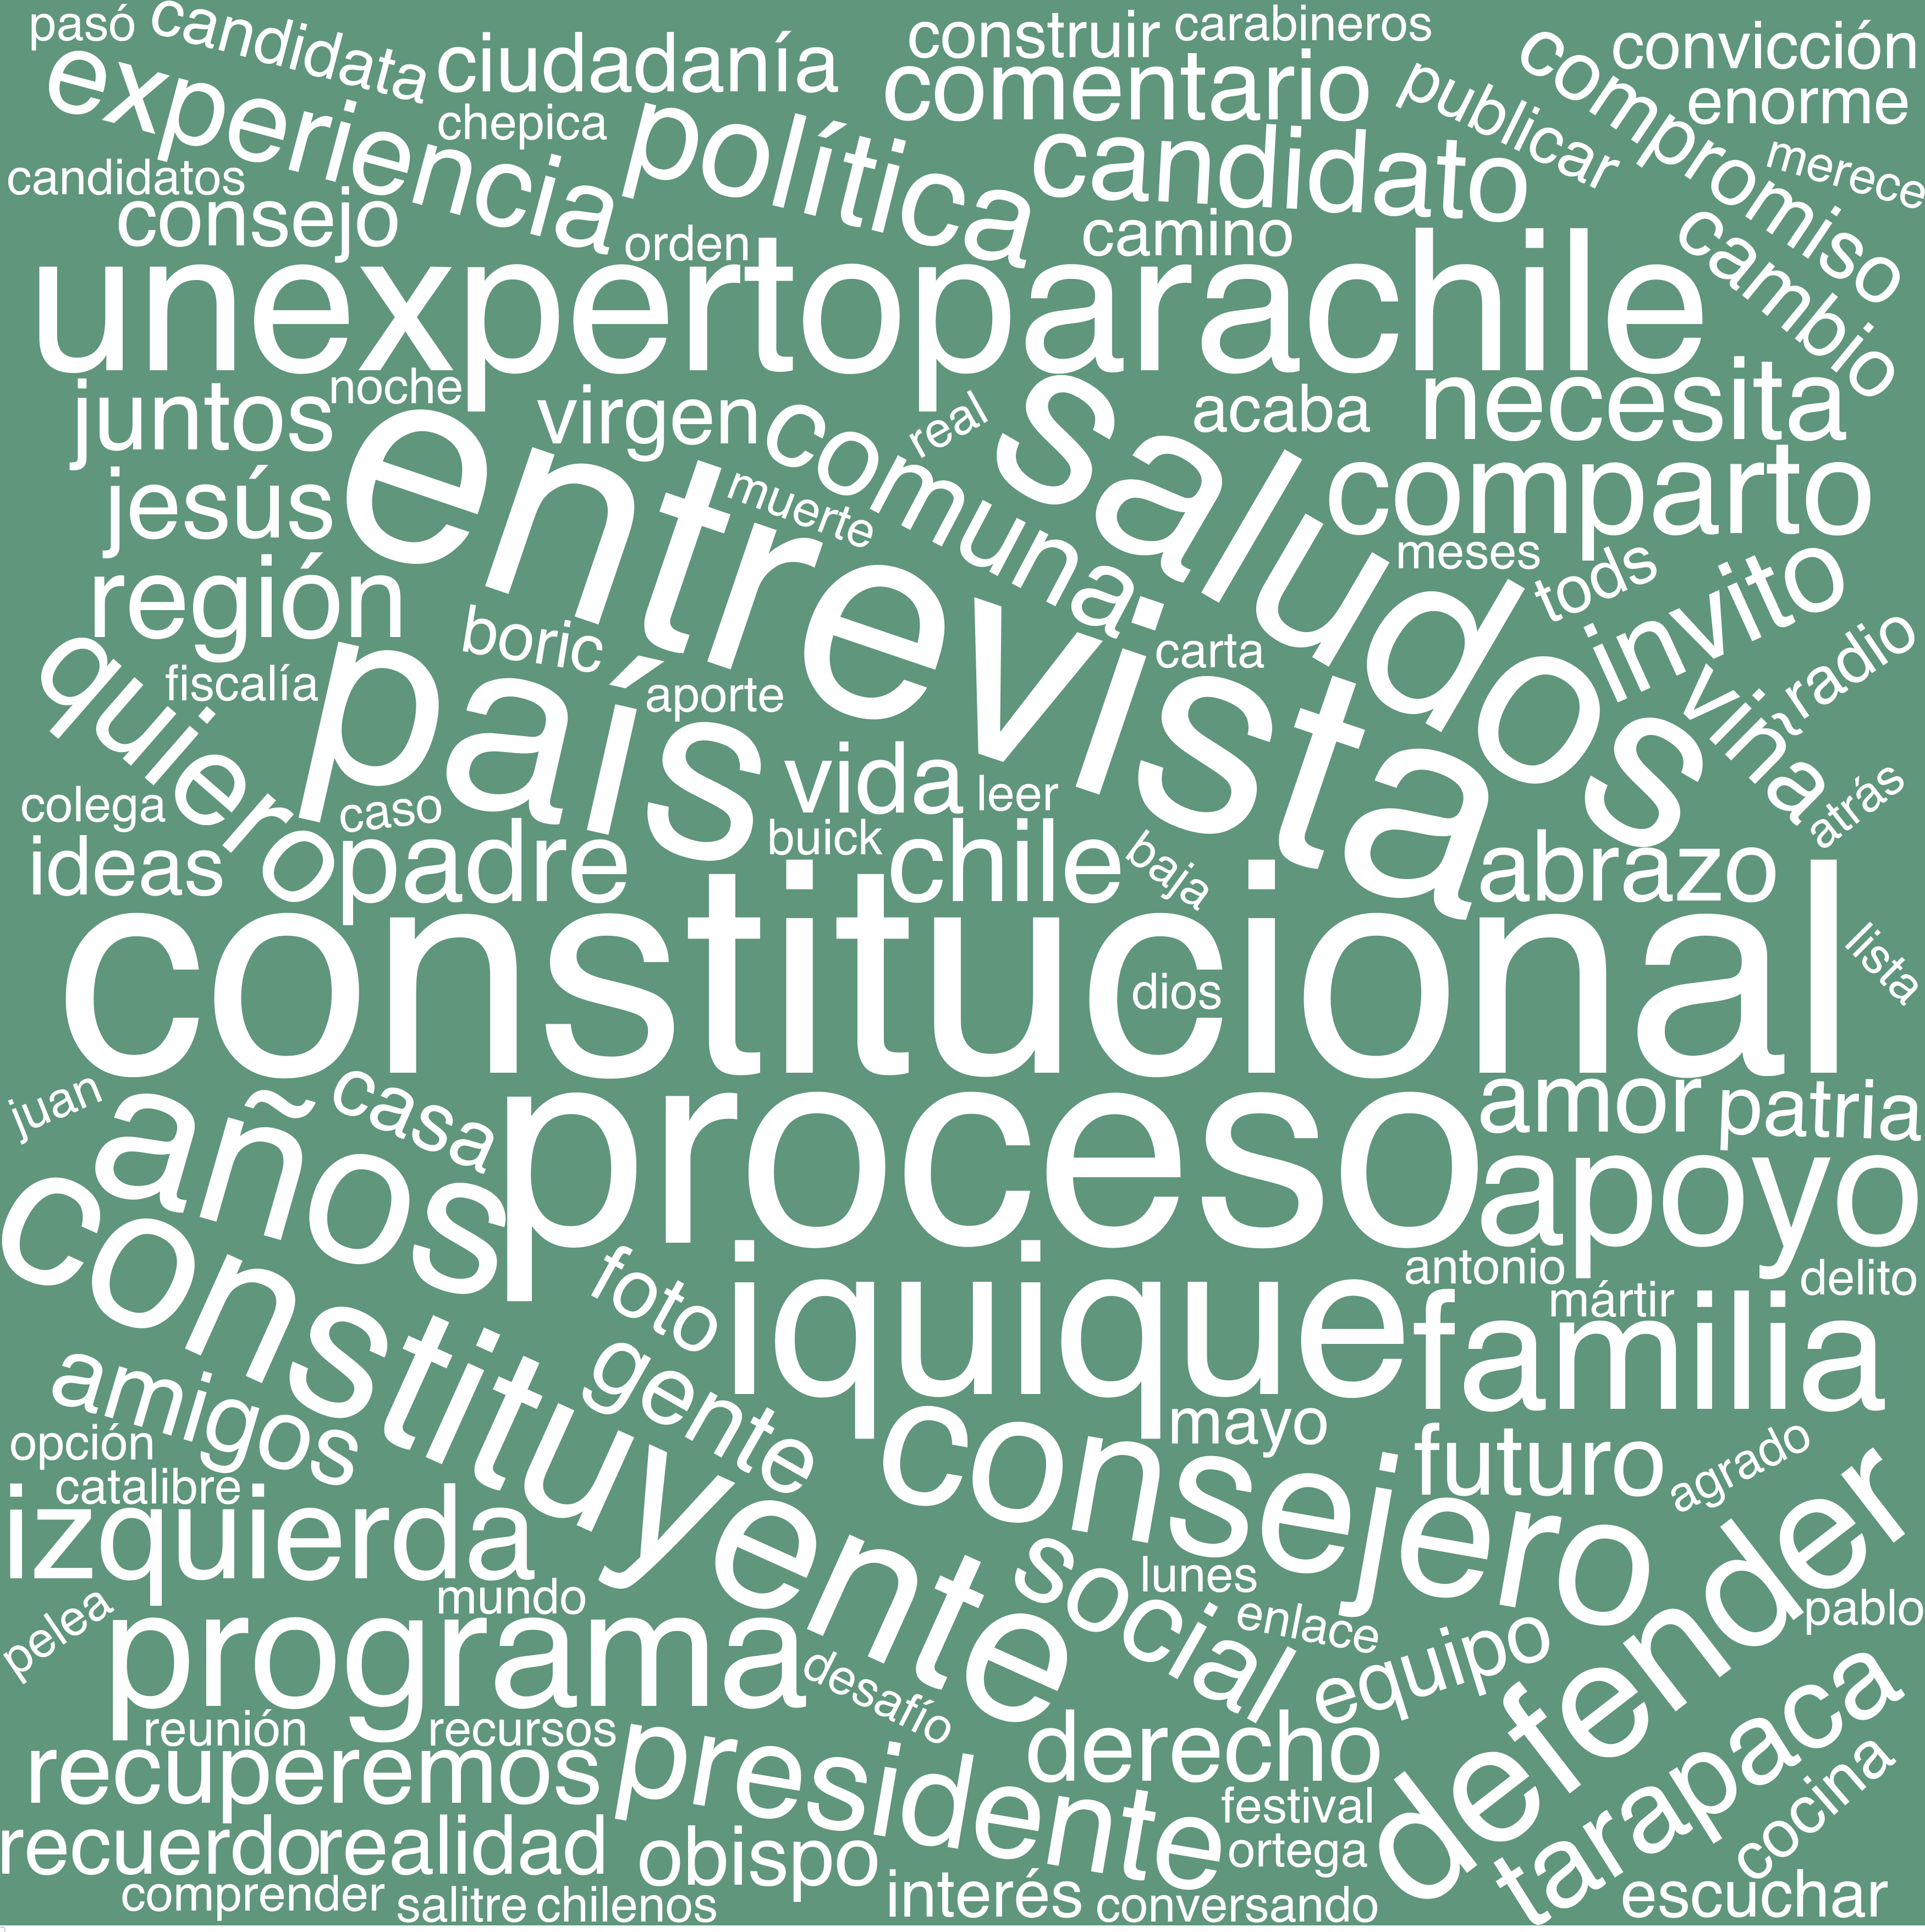 pasó candidata ciudadanía construir carabineros convicción
experiencia chepica política comentario publicar compromiso enorme
candidatos consejo orden candidato camino merece cambio
unexpertoparachile
juntos noche virgen comunal real saludos acaba necesita
jesús entrevista muerte comparto
región boric meses tods invito
quiero fiscalía país aporte carta viña radio
colega caso vida leer atrás
ideas padre buick chile baja abrazo
constitucional
dios lista
juan años casa proceso amor patria
apoyo
constituyente foto iquique antonio delito
mártir familia
amigos gente mayo
opción consejero futuro agrado
catalibre
izquierda social lunes defender
pelea mundo enlace pablo
programa desafío equipo
reunión recursos derecho tarapaca
recuperemos presidente festival cocina
recuerdo realidad obispo ortega
comprender salitre chilenos interés conversando escuchar